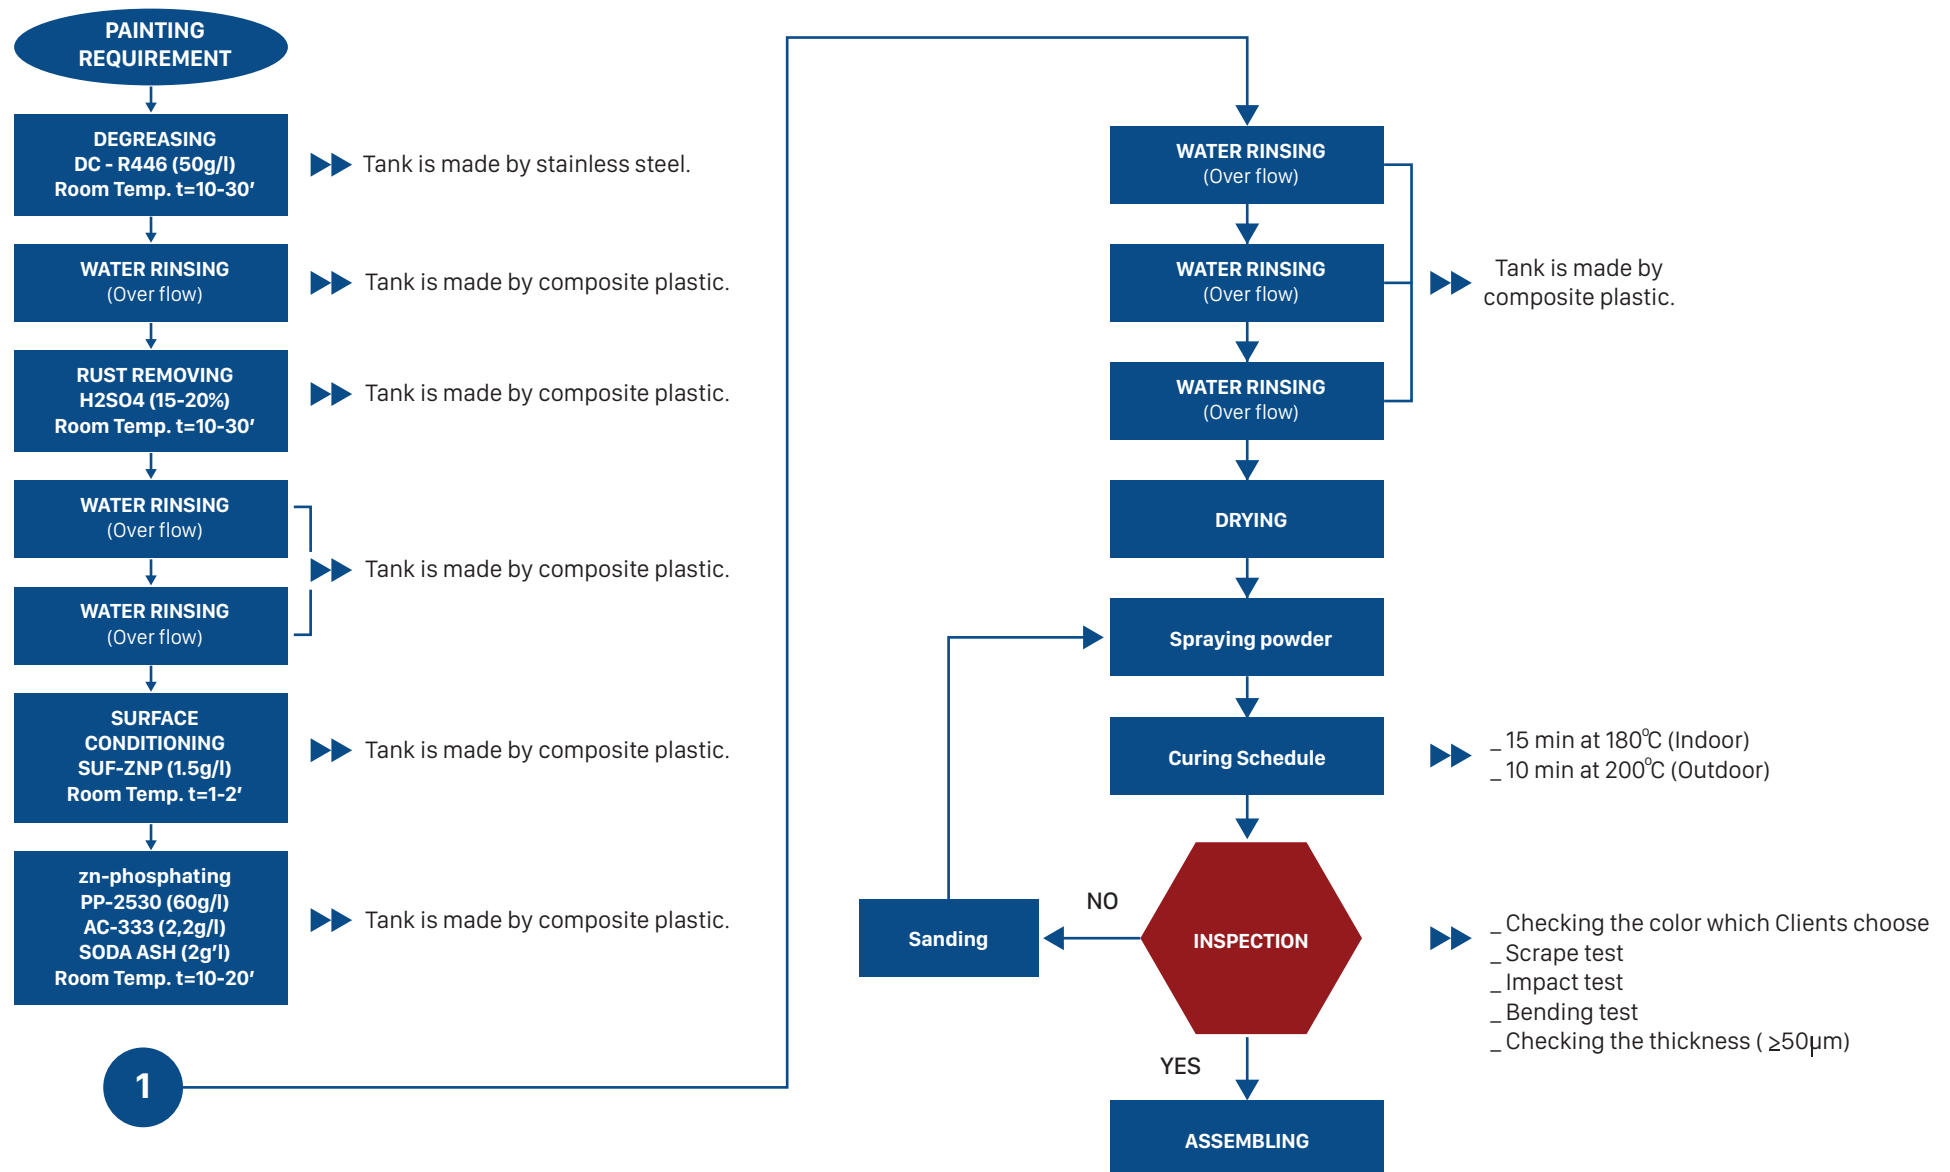 PAINTING
REQUIREMENT
DEGREASING
DC - R446 (50g/l)
Room Temp. t=10-30'
Tank is made by stainless steel.
WATER RINSING
(Over flow)
Tank is made by composite plastic.
RUST REMOVING
H2SO4 (15-20%)
Room Temp. t=10-30'
Tank is made by composite plastic.
WATER RINSING
(Over flow)
WATER RINSING
(Over flow)
Tank is made by composite plastic.
SURFACE
CONDITIONING
SUF-ZNP (1.5g/l)
Room Temp. t=1-2'
Tank is made by composite plastic.
zn-phosphating
PP-2530 (60g/l)
AC-333 (2,2g/l)
SODA ASH (2g'l)
Room Temp. t=10-20'
Tank is made by composite plastic.
1
WATER RINSING
(Over flow)
WATER RINSING
(Over flow)
WATER RINSING
(Over flow)
Tank is made by
composite plastic.
DRYING
Spraying powder
Curing Schedule
_ 15 min at 180°C (Indoor)
_ 10 min at 200°C (Outdoor)
INSPECTION
NO
Sanding
_ Checking the color which Clients choose
_ Scrape test
_ Impact test
_ Bending test
_ Checking the thickness ( ≥50μm)
YES
ASSEMBLING